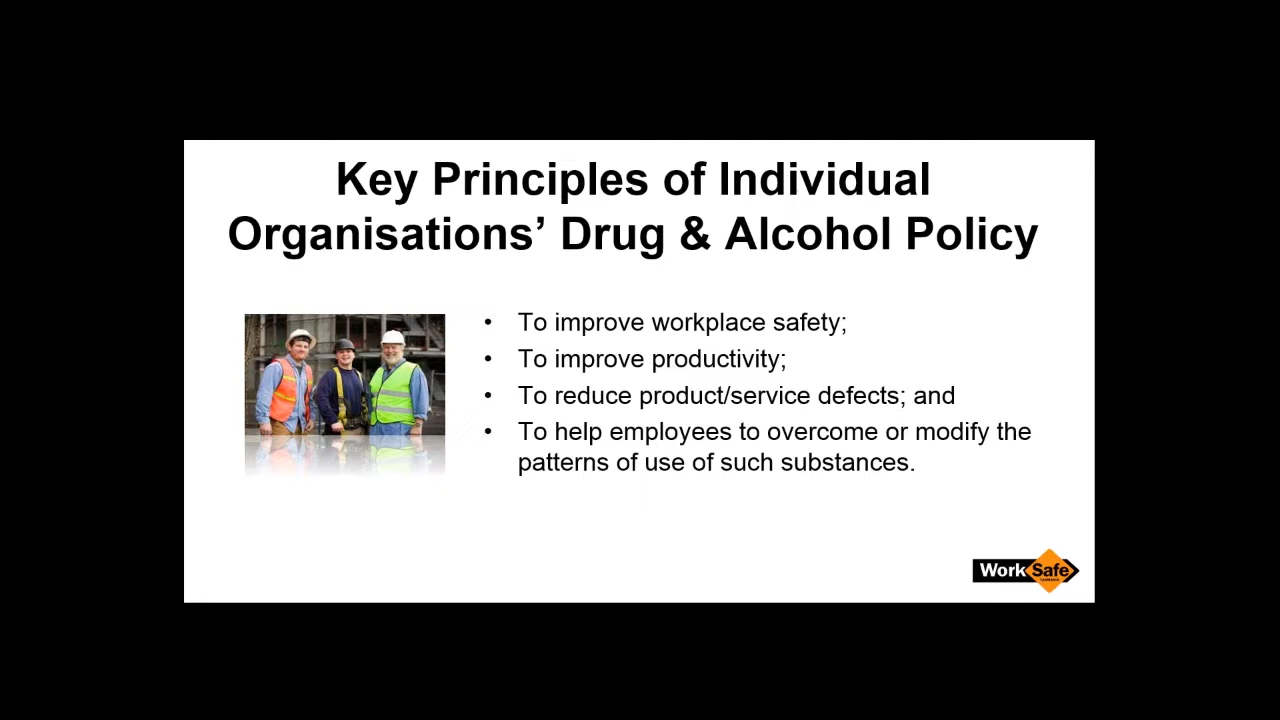 Key Principles of Individual
Organisations’ Drug & Alcohol Policy
• To improve workplace safety;
• To improve productivity;
• To reduce product/service defects; and
• To help employees to overcome or modify the
patterns of use of such substances.
WorkSafe
TASMANIA